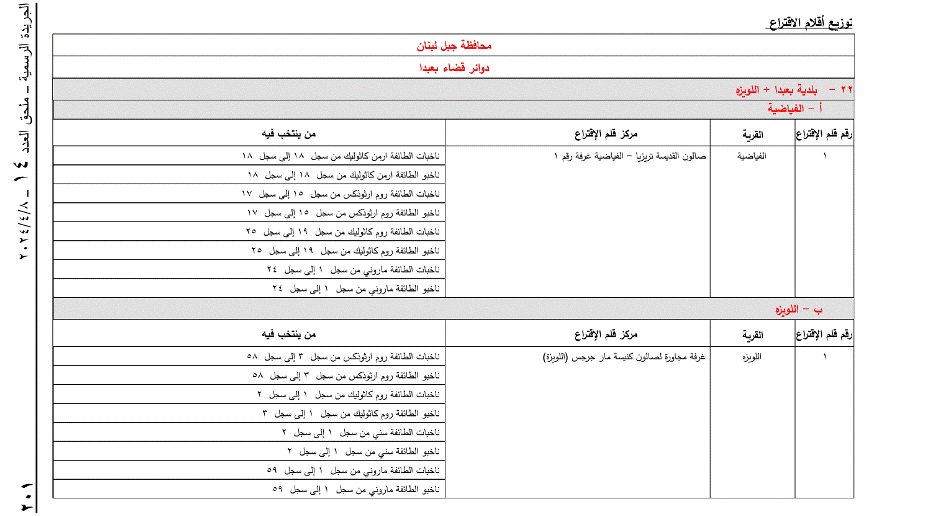 الجريدة الرسمية – ملحق العدد ١٤ – ٢٠٢٤/٤/٨
توزيع أقلام الاقتراع
محافظة جبل لبنان
دوائر قضاء بعبدا
٢٢ - بلدية بعبدا + اللويزه
أ - الفياضية
رقم قلم الإقتراع القرية مركز قلم الإقتراع من ينتخب فيه
١ الفياضية صالون القديسة تريزيا - الفياضية غرفة رقم ١ ناخبات الطائفة ارمن كاثوليك من سجل ١٨ إلى سجل ١٨
ناخبو الطائفة ارمن كاثوليك من سجل ١٨ إلى سجل ١٨
ناخبات الطائفة روم ارثوذكس من سجل ١٥ إلى سجل ١٧
ناخبو الطائفة روم ارثوذكس من سجل ١٥ إلى سجل ١٧
ناخبات الطائفة روم كاثوليك من سجل ١٩ إلى سجل ٢٥
ناخبو الطائفة روم كاثوليك من سجل ١٩ إلى سجل ٢٥
ناخبات الطائفة ماروني من سجل ١ إلى سجل ٢٤
ناخبو الطائفة ماروني من سجل ١ إلى سجل ٢٤
ب - اللويزه
رقم قلم الإقتراع القرية مركز قلم الإقتراع من ينتخب فيه
١ اللويزه غرفة مجاورة لصالون كنيسة مار جرجس (اللويزة) ناخبات الطائفة روم ارثوذكس من سجل ٣ إلى سجل ٥٨
ناخبو الطائفة روم ارثوذكس من سجل ٣ إلى سجل ٥٨
ناخبات الطائفة روم كاثوليك من سجل ١ إلى سجل ٢
ناخبو الطائفة روم كاثوليك من سجل ١ إلى سجل ٣
ناخبات الطائفة سني من سجل ١ إلى سجل ٢
ناخبو الطائفة سني من سجل ١ إلى سجل ٢
ناخبات الطائفة ماروني من سجل ١ إلى سجل ٥٩
ناخبو الطائفة ماروني من سجل ١ إلى سجل ٥٩
٢٠١